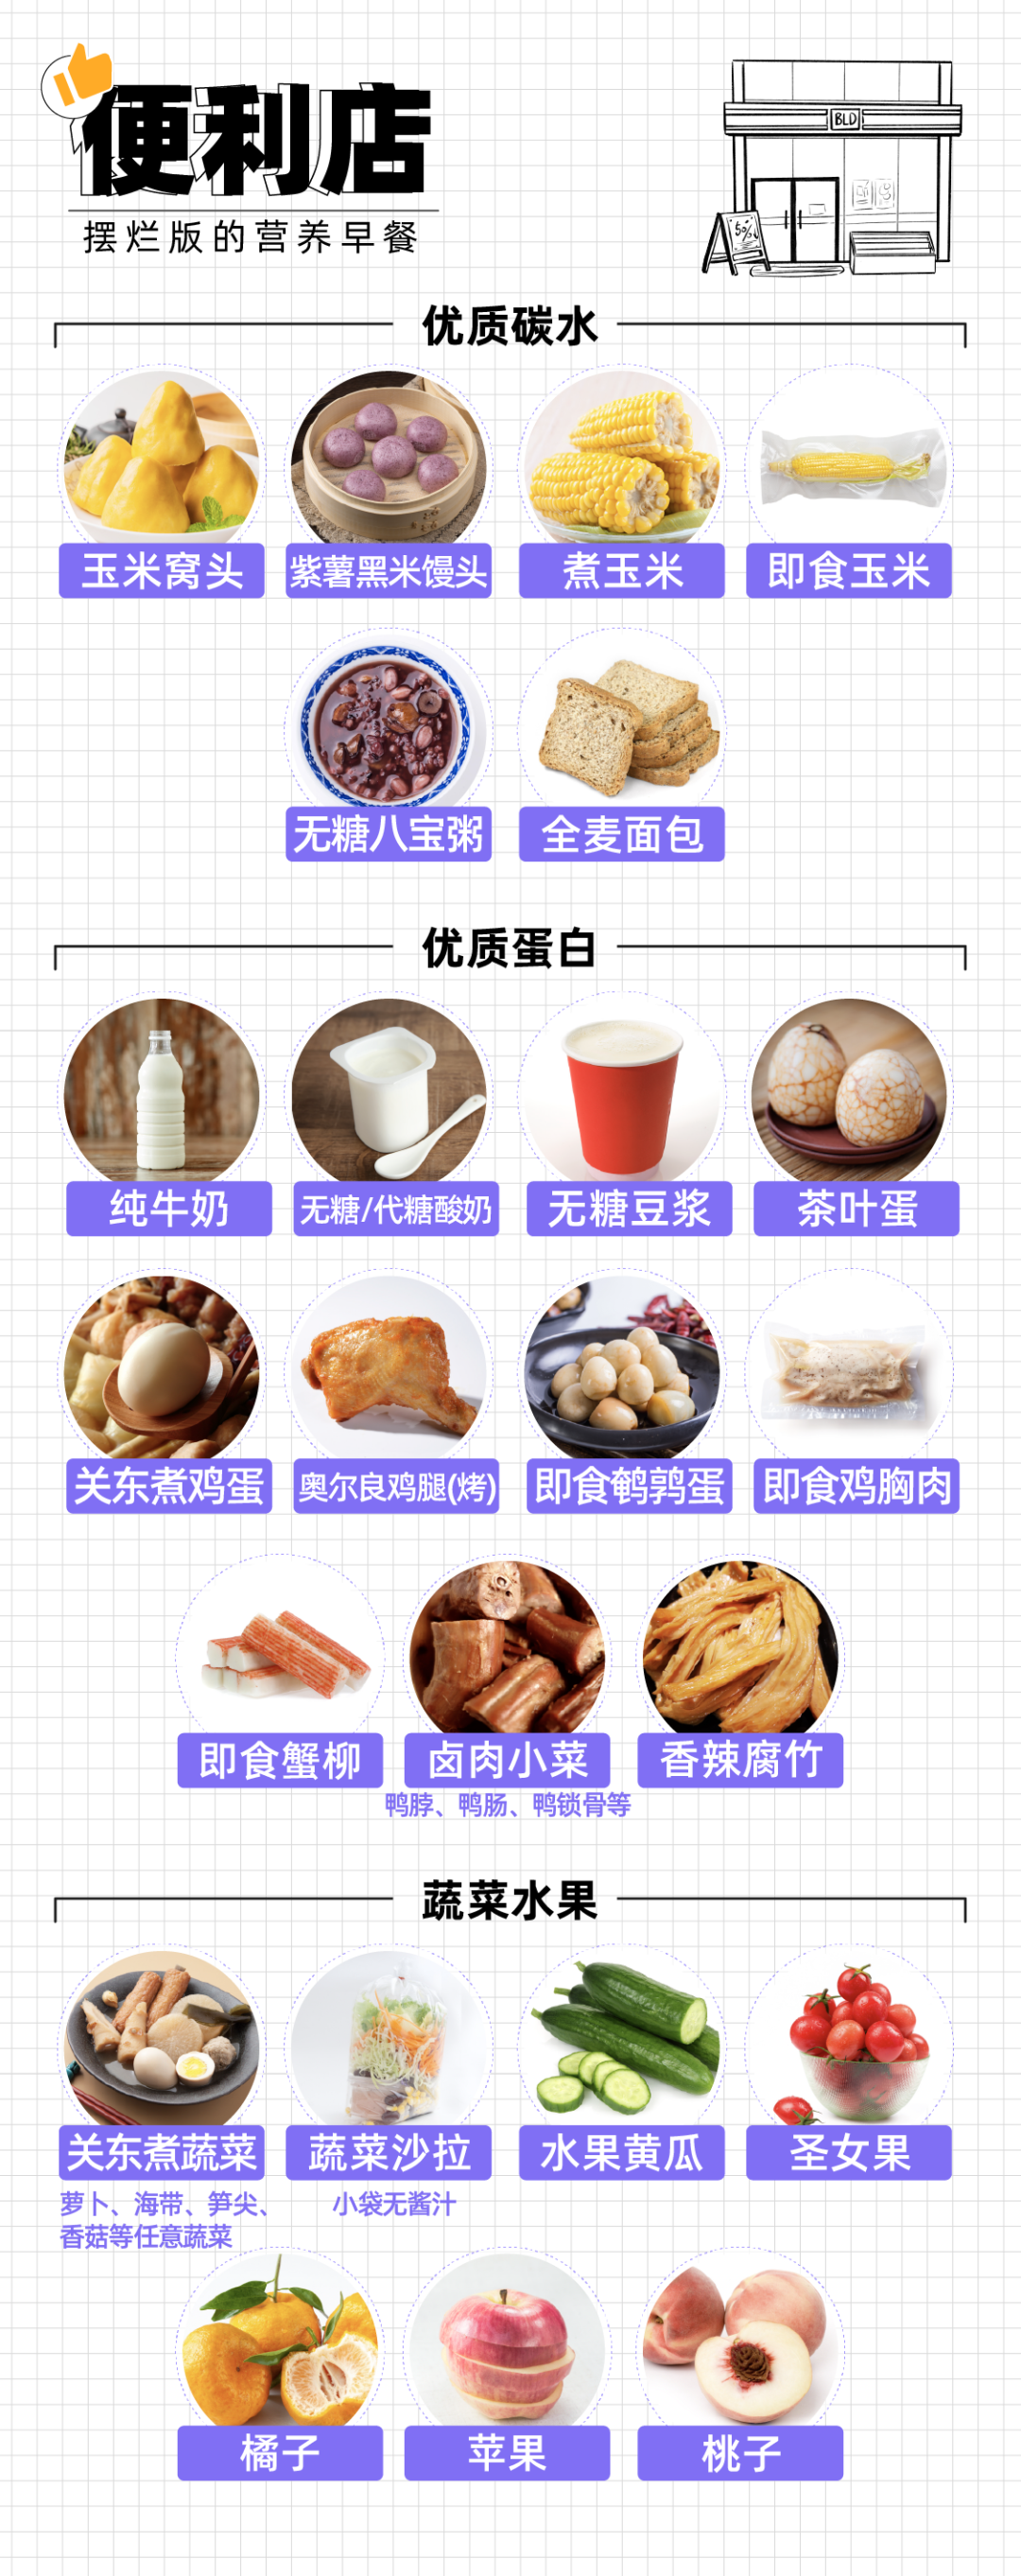 便利店
摆烂版的营养早餐
BLD
50%
优质碳水
玉米窝头
紫薯黑米馒头
煮玉米
即食玉米
无糖八宝粥
全麦面包
优质蛋白
纯牛奶
无糖/代糖酸奶
无糖豆浆
茶叶蛋
关东煮鸡蛋
奥尔良鸡腿(烤)
即食鹌鹑蛋
即食鸡胸肉
即食蟹柳
卤肉小菜
香辣腐竹
鸭脖、鸭肠、鸭锁骨等
蔬菜水果
关东煮蔬菜
蔬菜沙拉
水果黄瓜
圣女果
萝卜、海带、笋尖、
香菇等任意蔬菜
小袋无酱汁
橘子
苹果
桃子